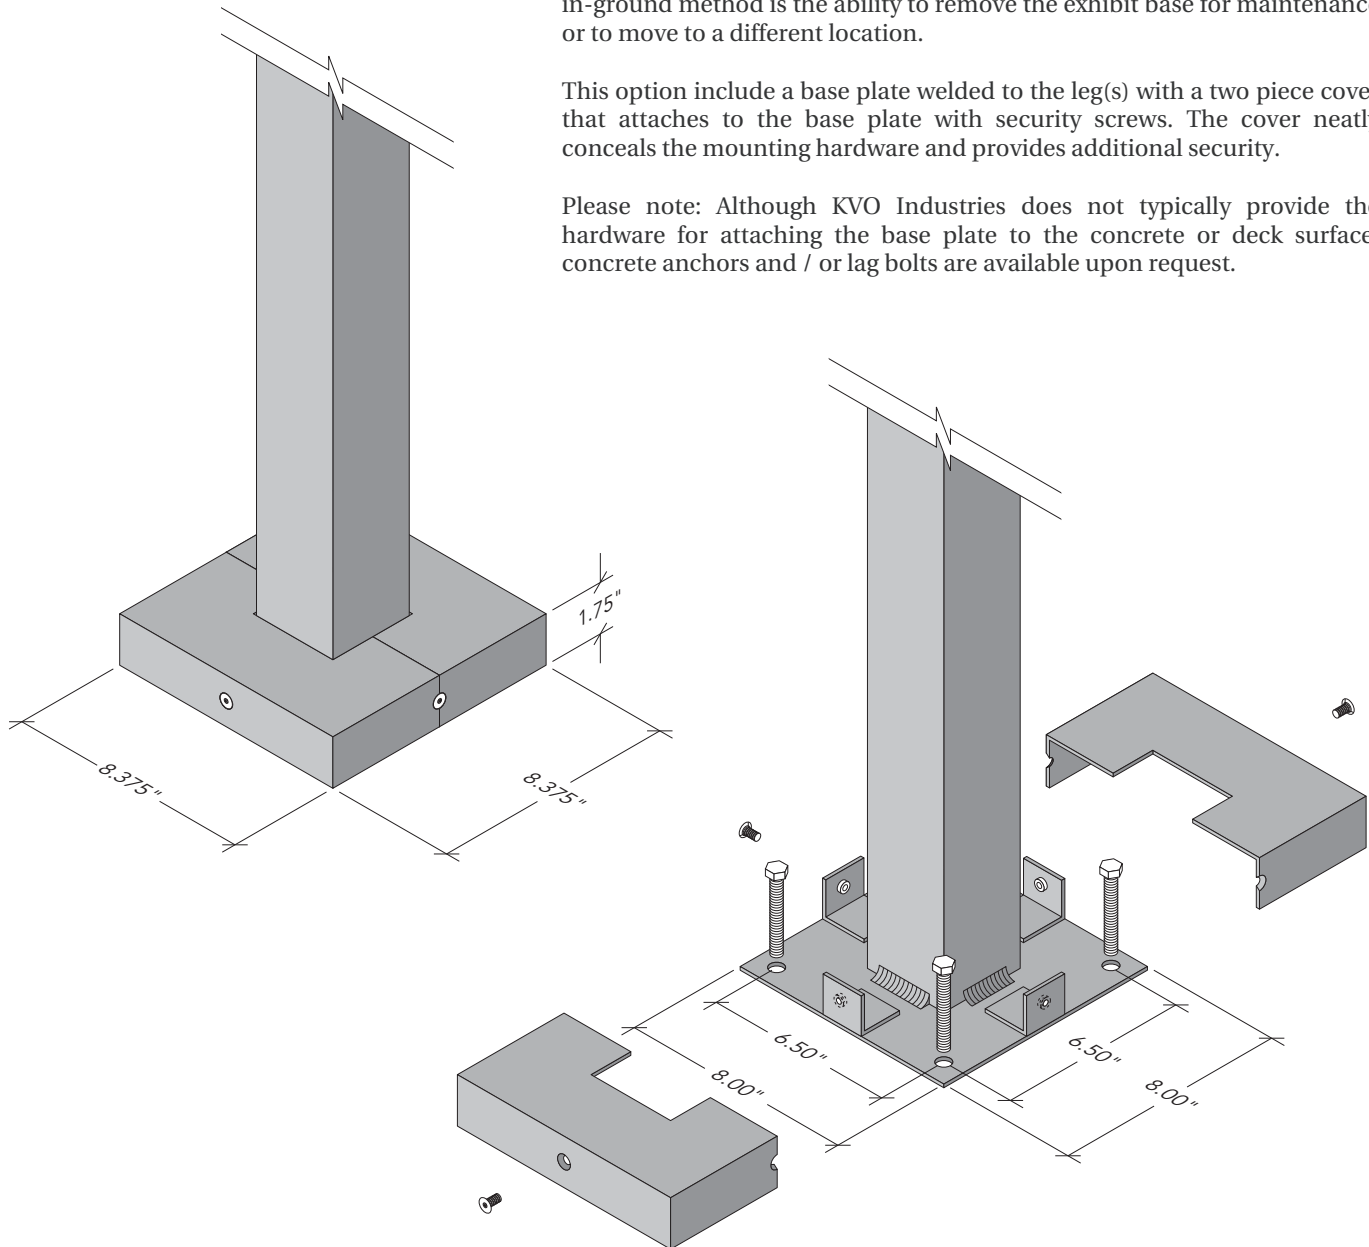 in-ground method is the ability to remove the exhibit base for maintenance
or to move to a different location.
This option include a base plate welded to the leg(s) with a two piece cove
that attaches to the base plate with security screws. The cover neatl
conceals the mounting hardware and provides additional security.
Please note: Although KVO Industries does not typically provide the
hardware for attaching the base plate to the concrete or deck surface
concrete anchors and / or lag bolts are available upon request.
1.75"
8.375"
8.375"
6.50"
6.50"
8.00"
8.00"